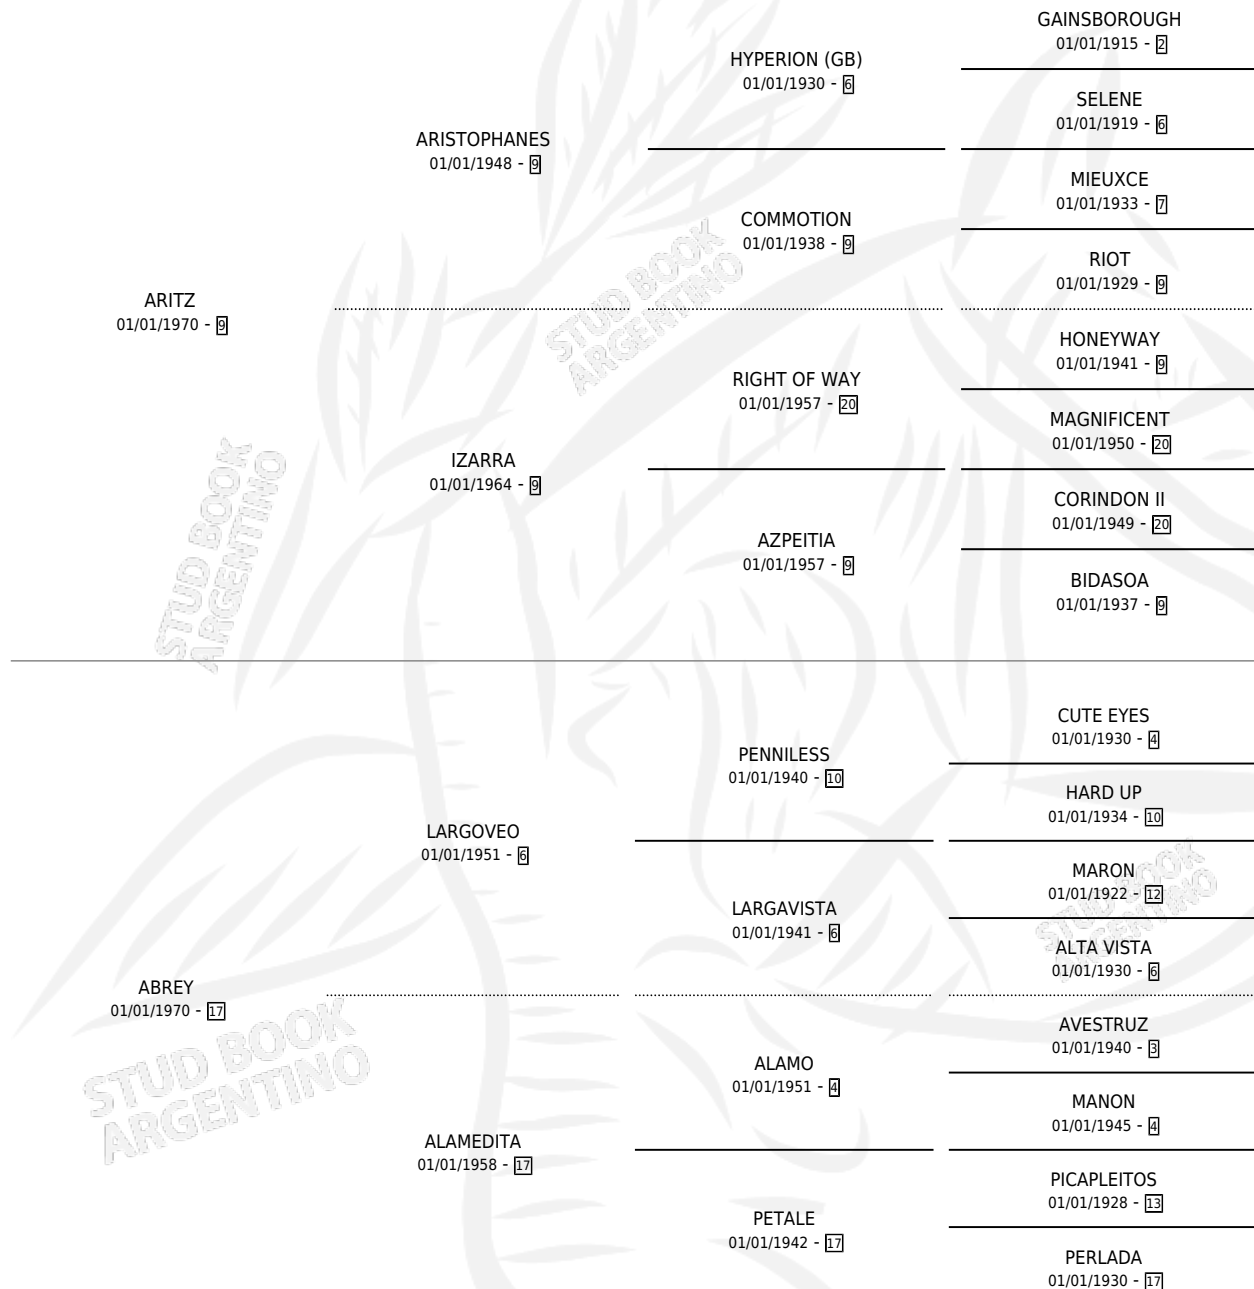 GAINSBOROUGH
01/01/1915 - 2
HYPERION (GB)
01/01/1930 - 6
SELENE
01/01/1919 - 6
ARISTOPHANES
01/01/1948 - 9
MIEUXCE
01/01/1933 - 7
COMMOTION
01/01/1938 - 9
RIOT
01/01/1929 - 9
ARITZ
01/01/1970 - 9
STUD BOOK
ARGENTINO
HONEYWAY
01/01/1941 - 9
RIGHT OF WAY
01/01/1957 - 20
MAGNIFICENT
01/01/1950 - 20
IZARRA
01/01/1964 - 9
CORINDON II
01/01/1949 - 20
AZPEITIA
01/01/1957 - 9
BIDASOA
01/01/1937 - 9
STUD BOOK
ARGENTINO
CUTE EYES
01/01/1930 - 4
PENNILESS
01/01/1940 - 10
HARD UP
01/01/1934 - 10
LARGOVEO
01/01/1951 - 6
MARON
01/01/1922 - 12
LARGAVISTA
01/01/1941 - 6
STUD BOOK
ARGENTINO
ALTA VISTA
01/01/1930 - 6
ABREY
01/01/1970 - 17
STUD BOOK
ARGENTINO
AVESTRUZ
01/01/1940 - 3
ALAMO
01/01/1951 - 4
MANON
01/01/1945 - 4
ALAMEDITA
01/01/1958 - 17
PICAPLEITOS
01/01/1928 - 13
PETALE
01/01/1942 - 17
PERLADA
01/01/1930 - 17